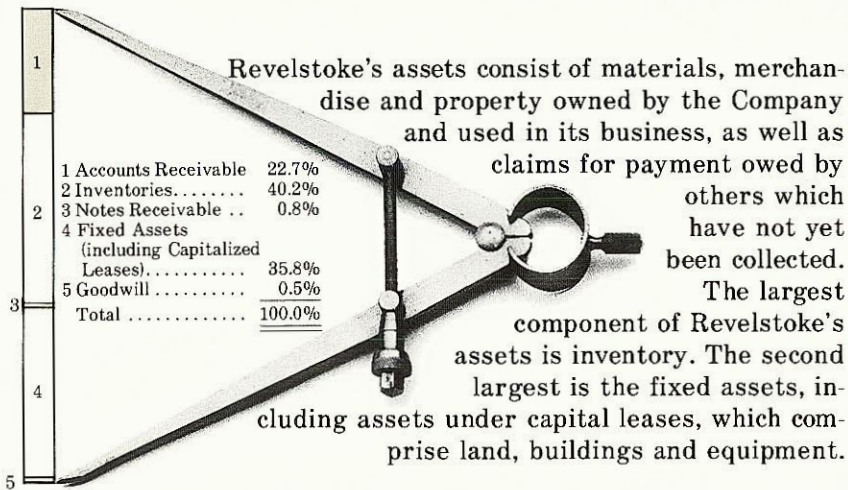 1
2
3
4
5
1 Accounts Receivable 22.7%
2 Inventories........ 40.2%
3 Notes Receivable .. 0.8%
4 Fixed Assets
(including Capitalized
Leases)........... 35.8%
5 Goodwill .......... 0.5%
Total ............. 100.0%
Revelstoke's assets consist of materials, merchan-
dise and property owned by the Company
and used in its business, as well as
claims for payment owed by
others which
have not yet
been collected.
The largest
component of Revelstoke's
assets is inventory. The second
largest is the fixed assets, in-
cluding assets under capital leases, which com-
prise land, buildings and equipment.